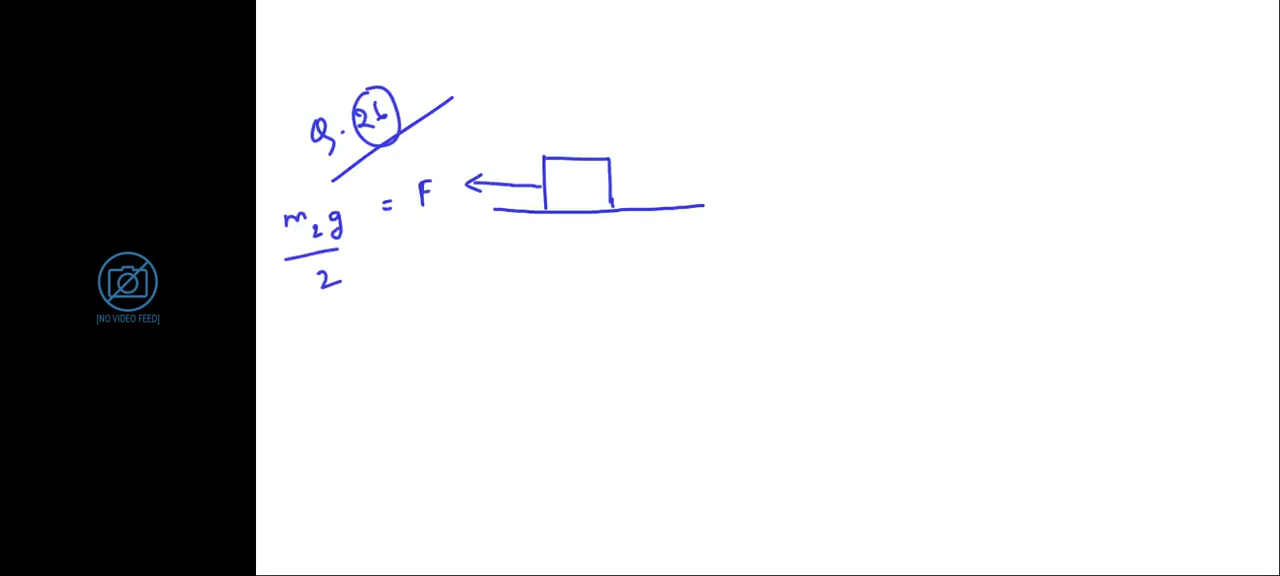 Q. 21
m₂g/2 = F
[NO VIDEO FEED]